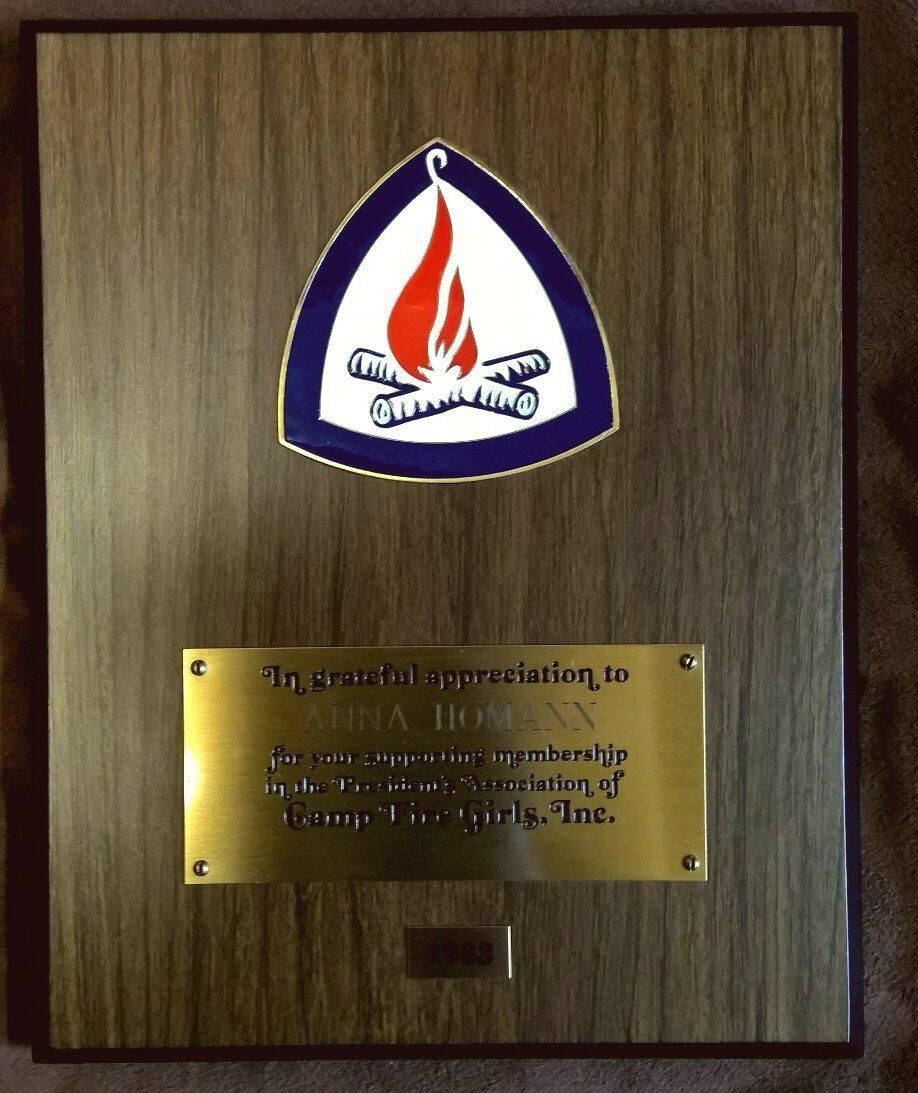 In grateful appreciation to
ANNA HOMANN
for your supporting membership
in the President's Association of
Camp Fire Girls, Inc.
1983